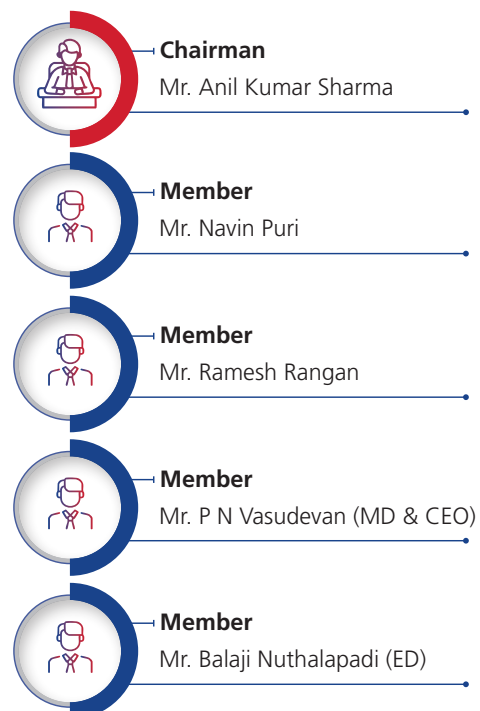 Chairman
Mr. Anil Kumar Sharma
Member
Mr. Navin Puri
Member
Mr. Ramesh Rangan
Member
Mr. P N Vasudevan (MD & CEO)
Member
Mr. Balaji Nuthalapadi (ED)